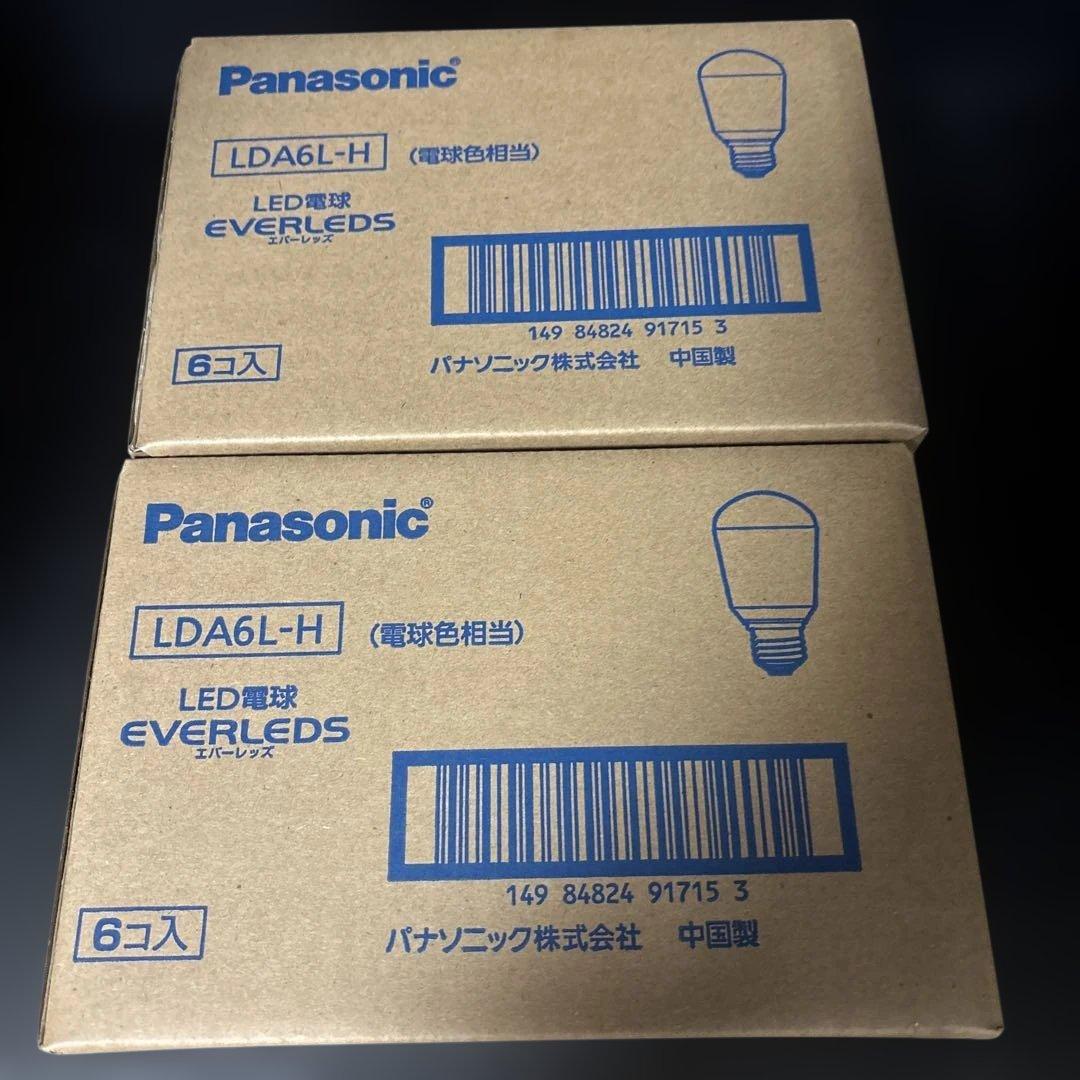 Panasonic®
LDA6L-H (電球色相当)
LED電球
EVERLEDS
エバーレッズ
149 84824 91715 3
6コ入
パナソニック株式会社 中国製
Panasonic®
LDA6L-H (電球色相当)
LED電球
EVERLEDS
エバーレッズ
149 84824 91715 3
6コ入
パナソニック株式会社 中国製